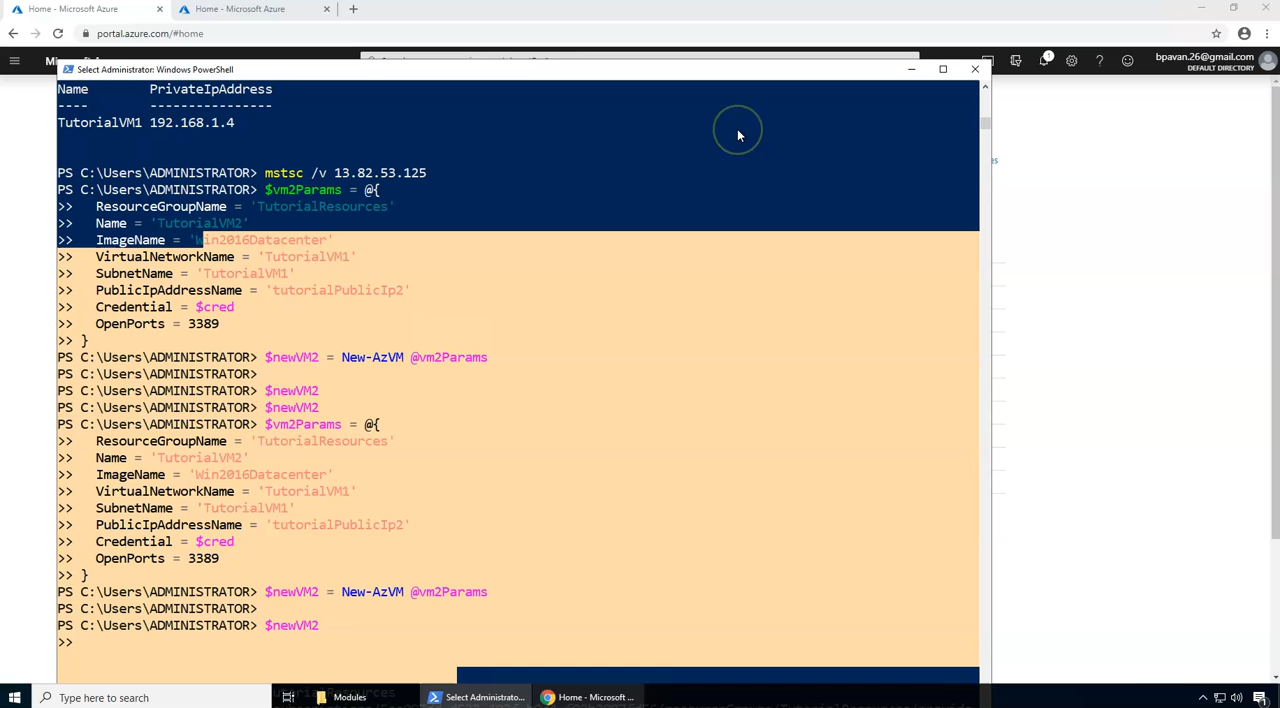 Home - Microsoft Azure
Home - Microsoft Azure
portal.azure.com/#home
bpavan.26@gmail.com
DEFAULT DIRECTORY
Select Administrator: Windows PowerShell
Name PrivateIpAddress
---- ----------------
TutorialVM1 192.168.1.4
PS C:\Users\ADMINISTRATOR> mstsc /v 13.82.53.125
PS C:\Users\ADMINISTRATOR> $vm2Params = @{
>> ResourceGroupName = 'TutorialResources'
>> Name = 'TutorialVM2'
>> ImageName = 'Win2016Datacenter'
>> VirtualNetworkName = 'TutorialVM1'
>> SubnetName = 'TutorialVM1'
>> PublicIpAddressName = 'tutorialPublicIp2'
>> Credential = $cred
>> OpenPorts = 3389
>> }
PS C:\Users\ADMINISTRATOR> $newVM2 = New-AzVM @vm2Params
PS C:\Users\ADMINISTRATOR>
PS C:\Users\ADMINISTRATOR> $newVM2
PS C:\Users\ADMINISTRATOR> $newVM2
PS C:\Users\ADMINISTRATOR> $vm2Params = @{
>> ResourceGroupName = 'TutorialResources'
>> Name = 'TutorialVM2'
>> ImageName = 'Win2016Datacenter'
>> VirtualNetworkName = 'TutorialVM1'
>> SubnetName = 'TutorialVM1'
>> PublicIpAddressName = 'tutorialPublicIp2'
>> Credential = $cred
>> OpenPorts = 3389
>> }
PS C:\Users\ADMINISTRATOR> $newVM2 = New-AzVM @vm2Params
PS C:\Users\ADMINISTRATOR>
PS C:\Users\ADMINISTRATOR> $newVM2
>>
Type here to search
Modules
Select Administrato...
Home - Microsoft ...